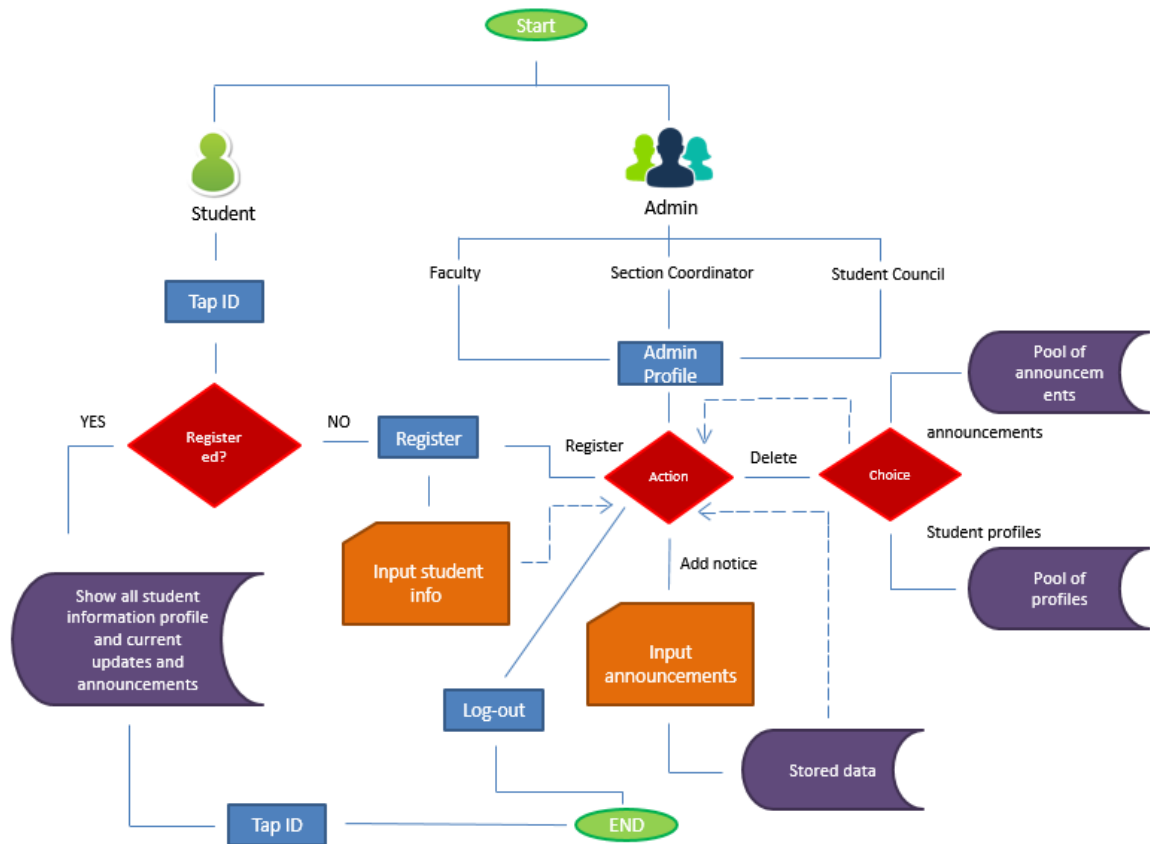 Start
Student
Admin
Faculty
Section Coordinator
Student Council
Tap ID
Admin
Profile
Pool of
announcem
ents
YES
Register
ed?
NO
Register
Register
Action
Delete
Choice
announcements
Student profiles
Input student
info
Add notice
Pool of
profiles
Show all student
information profile
and current
updates and
announcements
Input
announcements
Log-out
Stored data
Tap ID
END